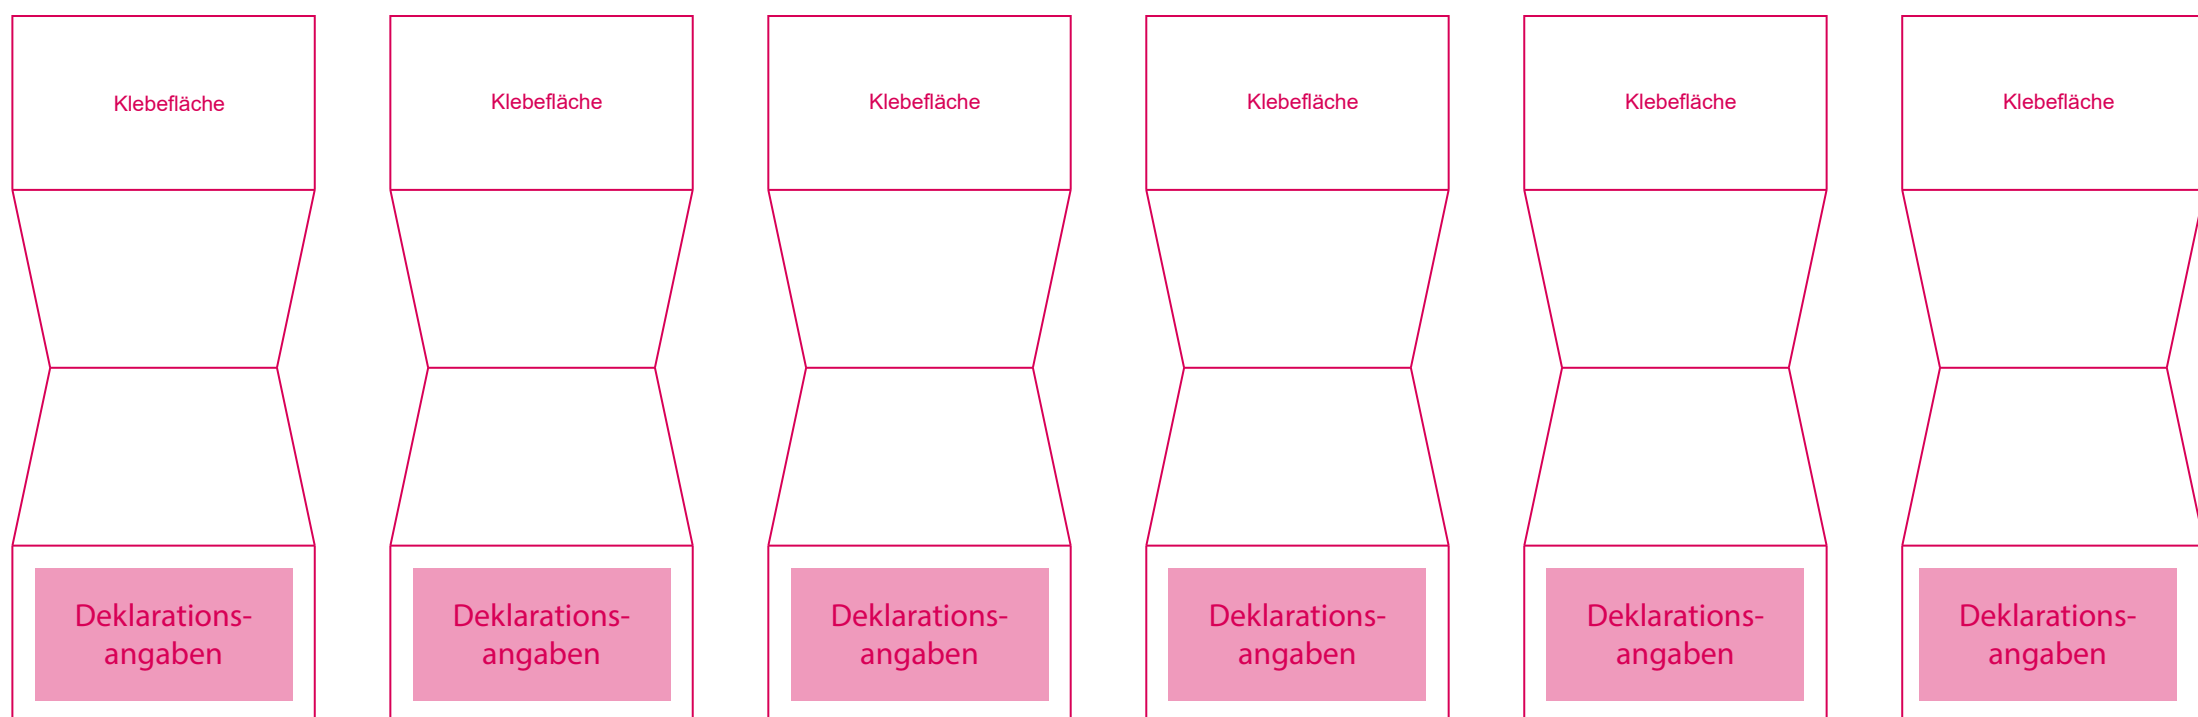 Klebefläche
Klebefläche
Klebefläche
Klebefläche
Klebefläche
Klebefläche
Deklarations-
angaben
Deklarations-
angaben
Deklarations-
angaben
Deklarations-
angaben
Deklarations-
angaben
Deklarations-
angaben